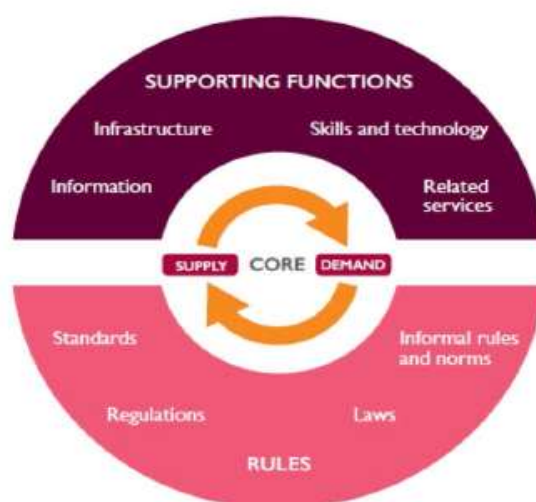 SUPPORTING FUNCTIONS
Infrastructure
Skills and technology
Information
Related
services
SUPPLY
CORE
DEMAND
Standards
Informal rules
and norms
Regulations
Laws
RULES